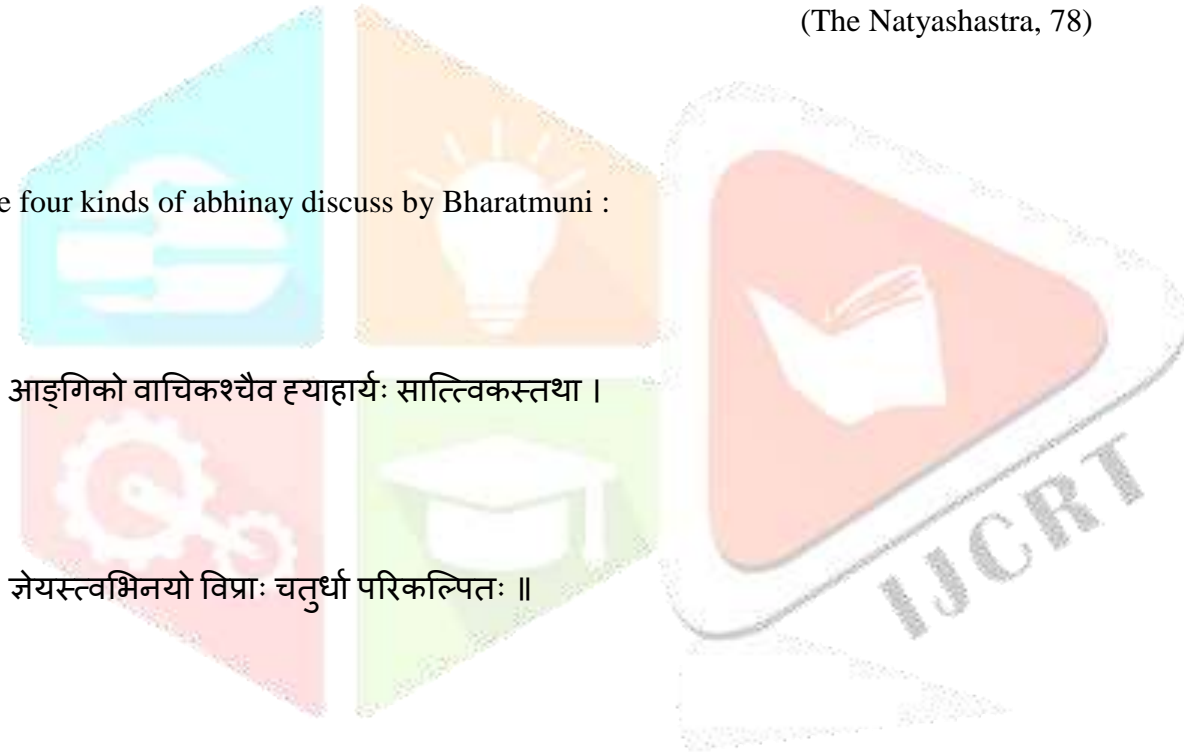 (The Natyashastra, 78)
e four kinds of abhinay discuss by Bharatmuni :
आङ्गिको वाचिकश्चैव ह्याहार्यः सात्त्विकस्तथा ।
ज्ञेयस्त्वभिनयो विप्राः चतुर्धा परिकल्पितः ॥
IJCRT